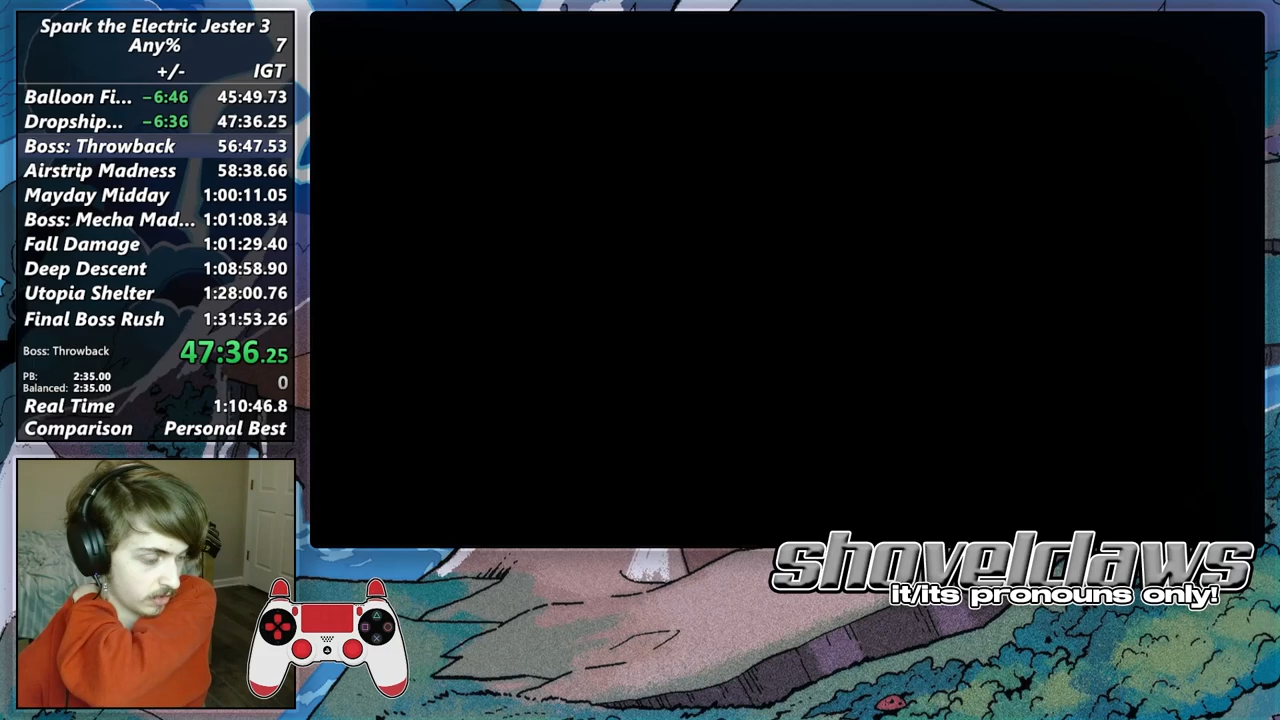 Spark the Electric Jester 3
Any% 7
+/- IGT
Balloon Fi... −6:46 45:49.73
Dropship... −6:36 47:36.25
Boss: Throwback 56:47.53
Airstrip Madness 58:38.66
Mayday Midday 1:00:11.05
Boss: Mecha Mad... 1:01:08.34
Fall Damage 1:01:29.40
Deep Descent 1:08:58.90
Utopia Shelter 1:28:00.76
Final Boss Rush 1:31:53.26
Boss: Throwback 47:36.25
PB: 2:35.00
Balanced: 2:35.00 0
Real Time 1:10:46.8
Comparison Personal Best
shovelclaws
it/its pronouns only!